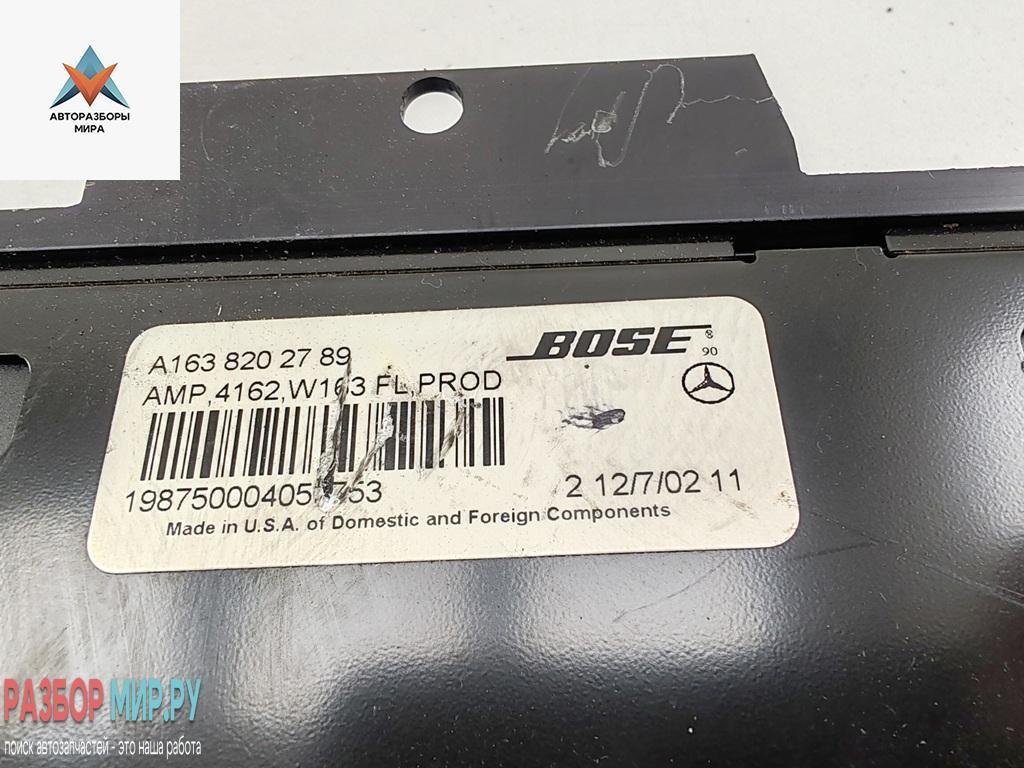 АВТОРАЗБОРЫ
МИРА
A163 820 27 89
AMP,4162,W163 FL,PROD
BOSE ®
90
2 12/7/02 11
Made in U.S.A. of Domestic and Foreign Components
РАЗБОР МИР.РУ
поиск автозапчастей - это наша работа